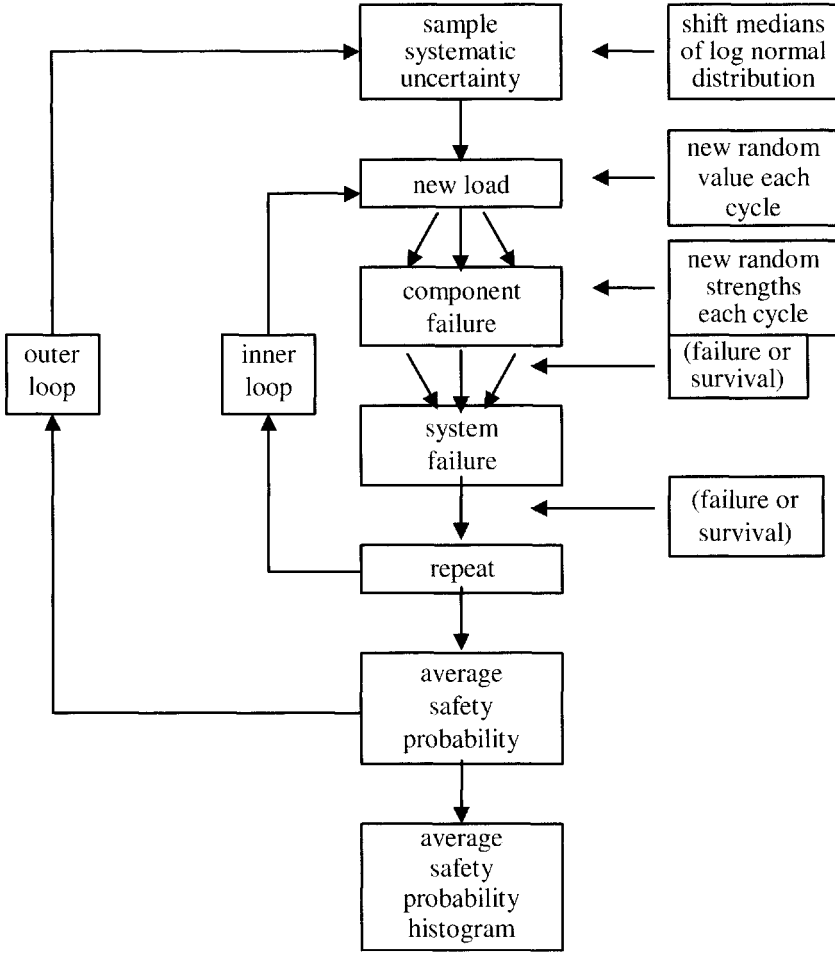 sample
systematic
uncertainty
shift medians
of log normal
distribution
new load
new random
value each
cycle
component
failure
new random
strengths
each cycle
outer
loop
inner
loop
(failure or
survival)
system
failure
(failure or
survival)
repeat
average
safety
probability
average
safety
probability
histogram